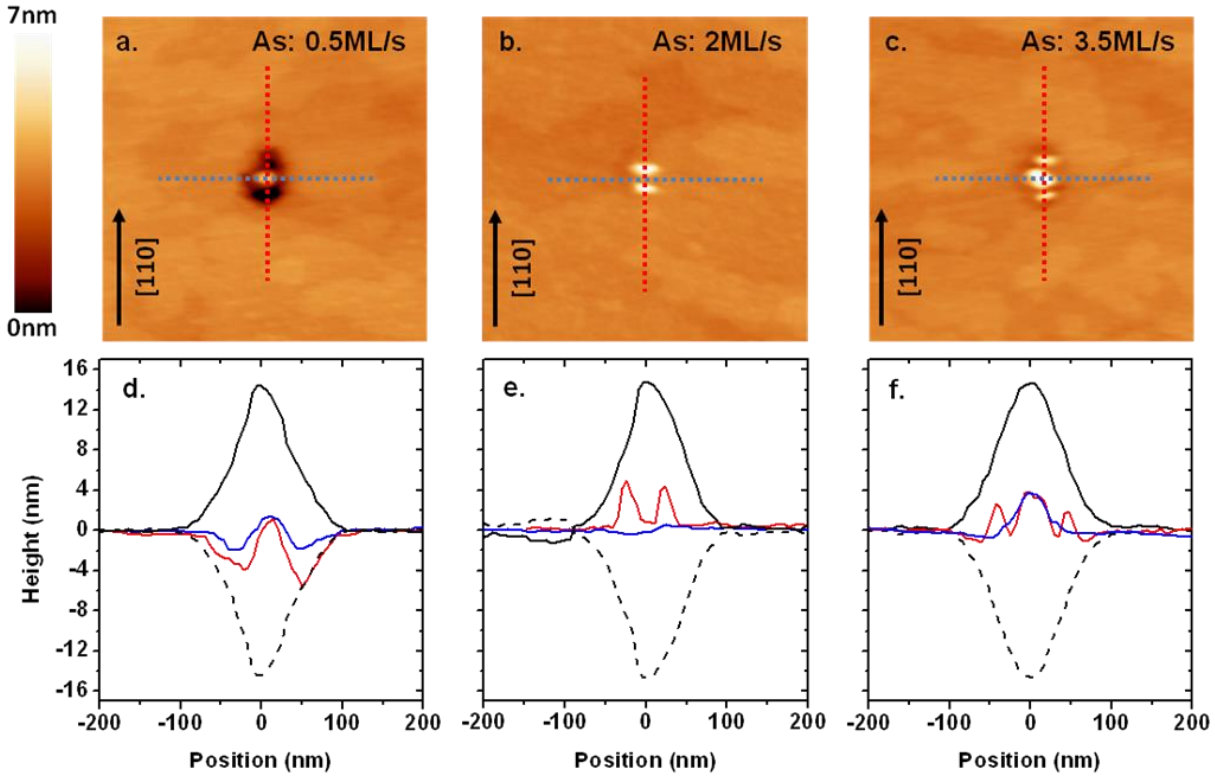 7nm
0nm
a. As: 0.5ML/s
[110]
b. As: 2ML/s
[110]
c. As: 3.5ML/s
[110]
Height (nm)
16
12
8
4
0
-4
-8
-12
-16
d.
-200 -100 0 100 200
Position (nm)
e.
-200 -100 0 100 200
Position (nm)
f.
-200 -100 0 100 200
Position (nm)